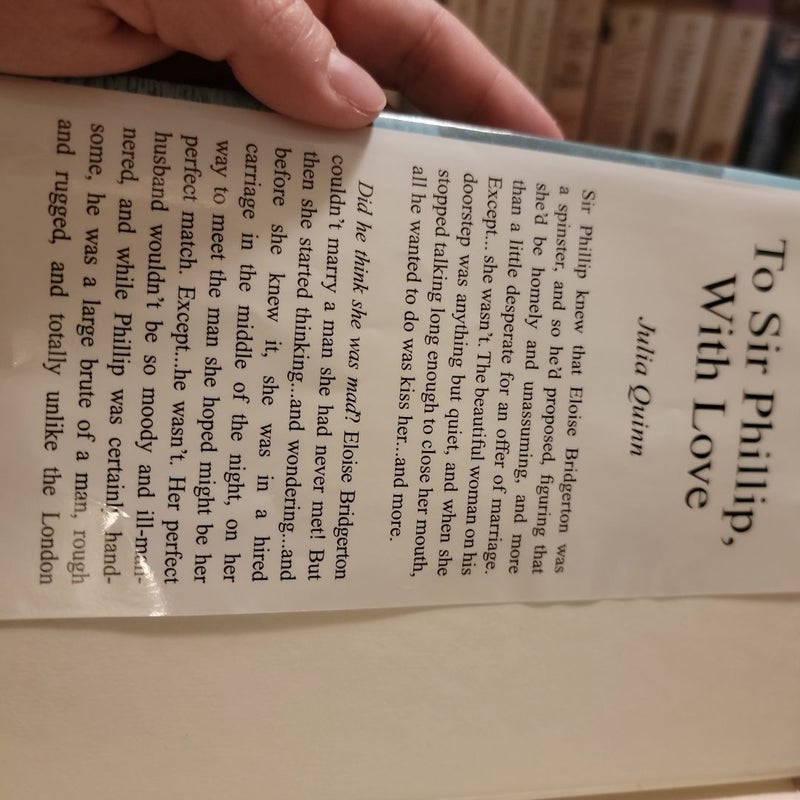 To Sir Phillip,
With Love
Julia Quinn
Sir Phillip knew that Eloise Bridgerton was
a spinster, and so he'd proposed, figuring that
she'd be homely and unassuming, and more
than a little desperate for an offer of marriage.
Except... she wasn't. The beautiful woman on his
doorstep was anything but quiet, and when she
stopped talking long enough to close her mouth,
all he wanted to do was kiss her...and more.
Did he think she was mad? Eloise Bridgerton
couldn't marry a man she had never met! But
then she started thinking...and wondering...and
before she knew it, she was in a hired
carriage in the middle of the night, on her
way to meet the man she hoped might be her
perfect match. Except...he wasn't. Her perfect
husband wouldn't be so moody and ill-man-
nered, and while Phillip was certainly hand-
some, he was a large brute of a man, rough
and rugged, and totally unlike the London